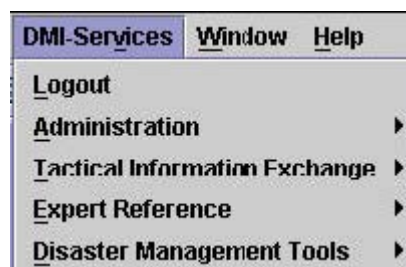 DMI-Services Window Help
Logout
Administration
Tactical Information Exchange
Expert Reference
Disaster Management Tools